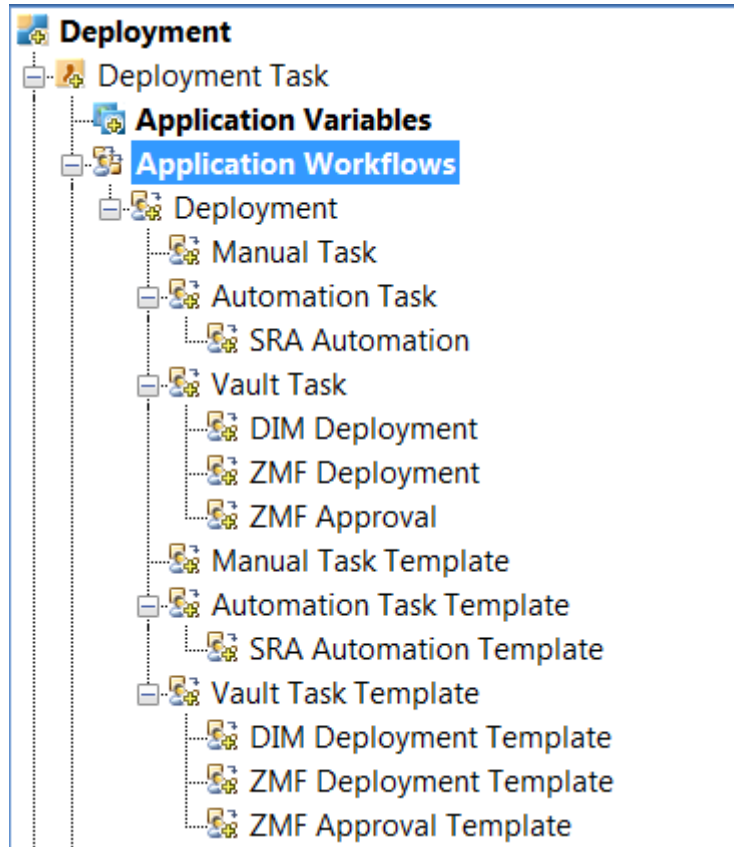 Deployment
Deployment Task
Application Variables
Application Workflows
Deployment
Manual Task
Automation Task
SRA Automation
Vault Task
DIM Deployment
ZMF Deployment
ZMF Approval
Manual Task Template
Automation Task Template
SRA Automation Template
Vault Task Template
DIM Deployment Template
ZMF Deployment Template
ZMF Approval Template